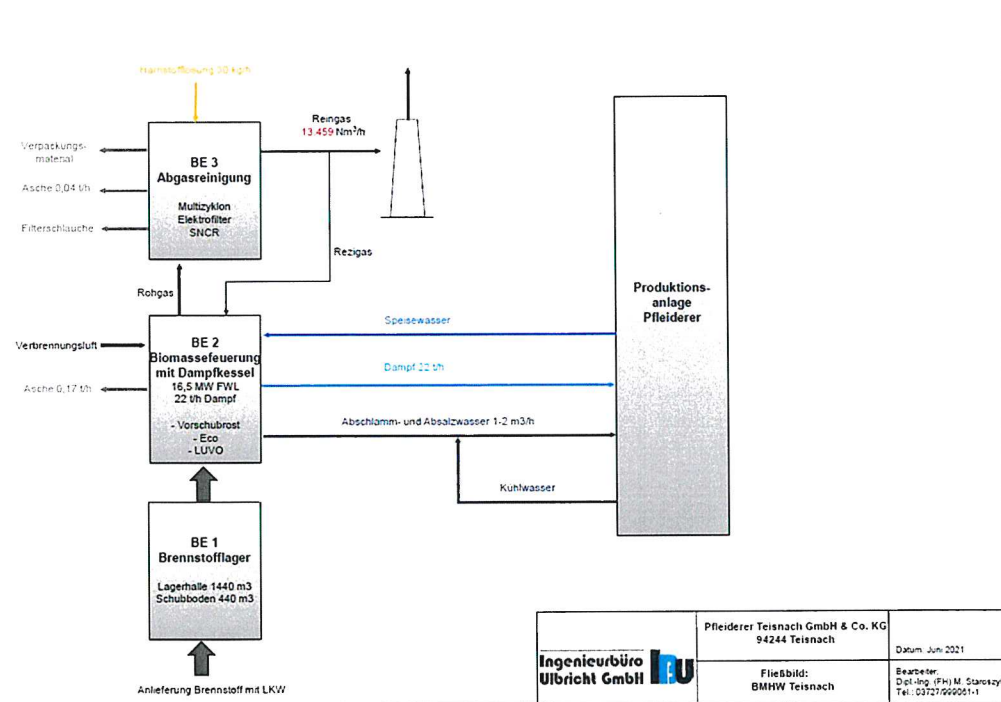 Harnstofflösung 30 kg/h
Reingas
13.459 Nm³/h
Verpackungs-
material
Asche 0,04 t/h
Filterschläuche
BE 3
Abgasreinigung
Multizyklon
Elektrofilter
SNCR
Rezigas
Rohgas
Verbrennungsluft
Asche 0,17 t/h
BE 2
Biomassefeuerung
mit Dampfkessel
16,5 MW FWL
22 t/h Dampf
- Vorschubrost
- Eco
- LUVO
Speisewasser
Dampf 22 t/h
Abschlamm- und Absalzwasser 1-2 m3/h
Kühlwasser
Produktions-
anlage
Pfleiderer
BE 1
Brennstofflager
Lagerhalle 1440 m3
Schubboden 440 m3
Anlieferung Brennstoff mit LKW
Ingenieurbüro
Ulbricht GmbH
IBU
Pfleiderer Teisnach GmbH & Co. KG
94244 Teisnach
Datum: Juni 2021
Fließbild:
BMHW Teisnach
Bearbeiter:
Dipl.-Ing. (FH) M. Staroszyk
Tel.: 03727/999061-1